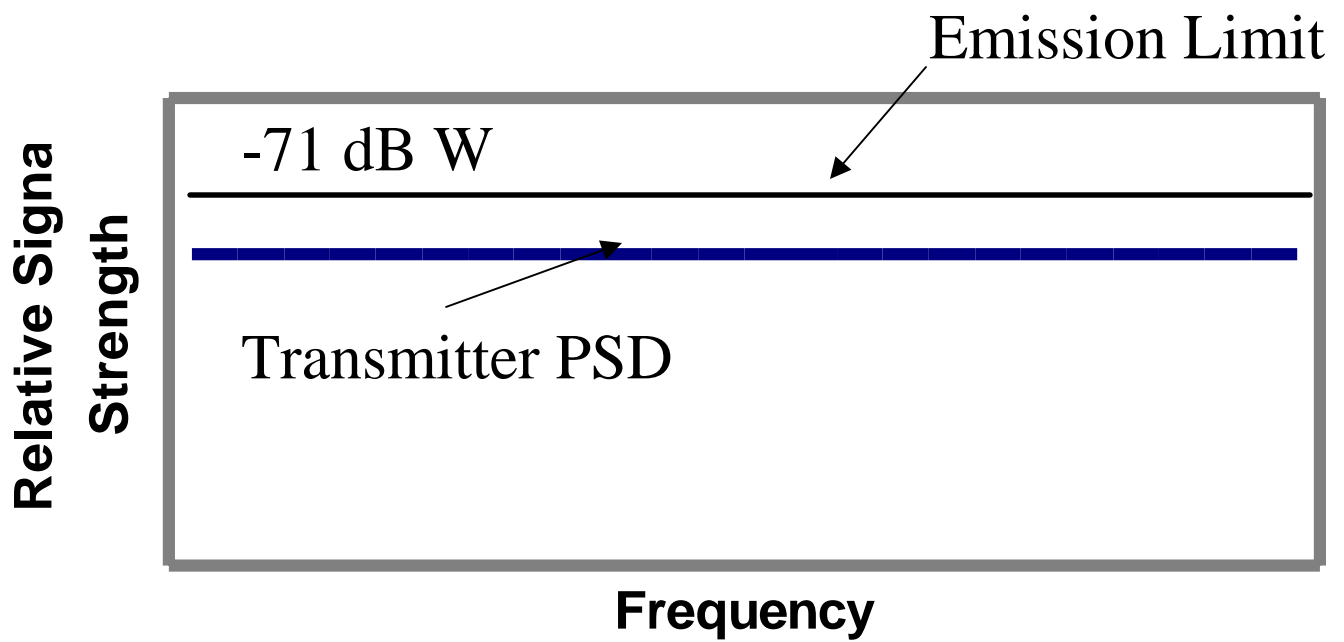 Emission Limit
-71 dB W
Relative Signa
Strength
Transmitter PSD
Frequency